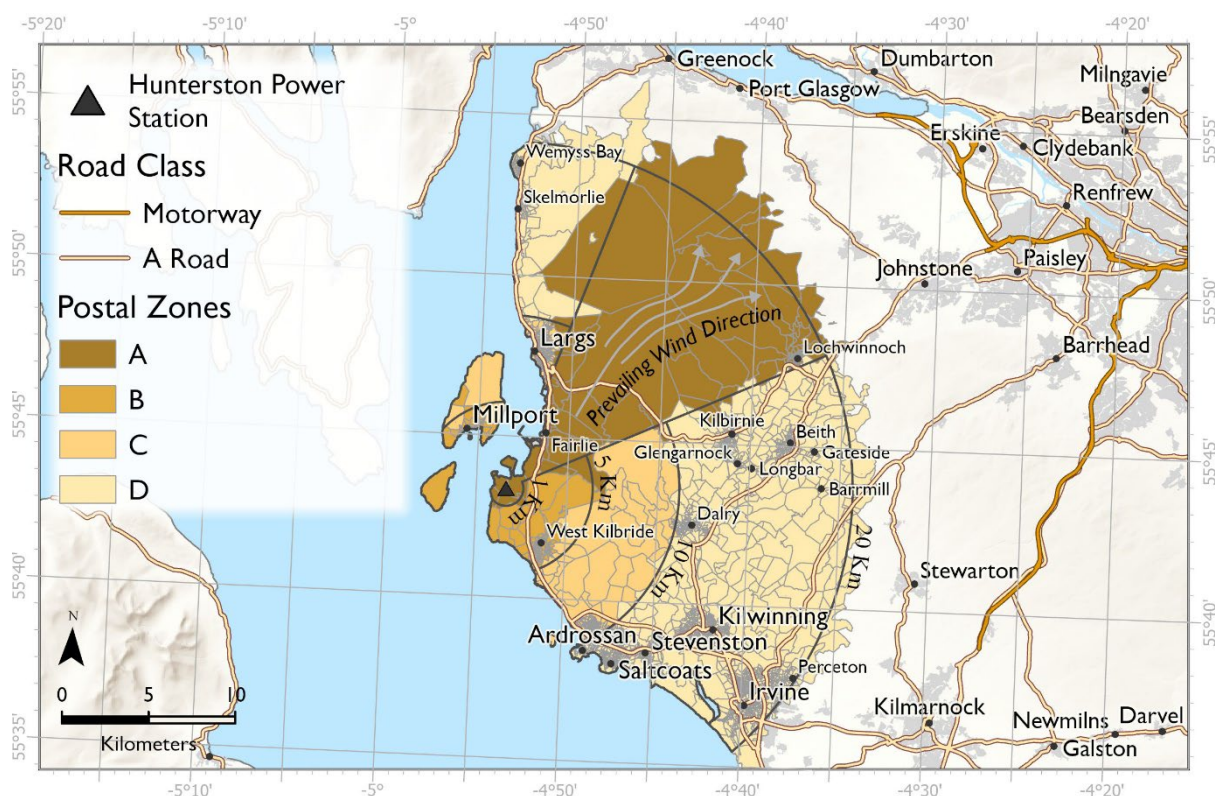 -5°20' -5°10' -5° -4°50' -4°40' -4°30' -4°20'
Hunterston Power
Station
Road Class
Motorway
A Road
Postal Zones
A
B
C
D
Greenock
Dumbarton
Port Glasgow
Milngavie
Bearsden
Erskine
Clydebank
Renfrew
Wemyss Bay
Skelmorlie
Johnstone
Paisley
Barrhead
Largs
Prevailing Wind Direction
Lochwinnoch
Millport
Fairlie
Kilbirnie
Beith
Glengarnock
Gateside
Longbar
Barrmill
1 Km
5 Km
10 Km
20 Km
West Kilbride
Dalry
Stewarton
Kilwinning
Ardrossan
Stevenston
Saltcoats
Perceton
Irvine
Kilmarnock
Newmilns
Darvel
Galston
N
0 5 10
Kilometers
55°55'
55°50'
55°45'
55°40'
55°35'
55°55'
55°50'
55°45'
55°40'
-5°10' -5° -4°50' -4°40' -4°30' -4°20'